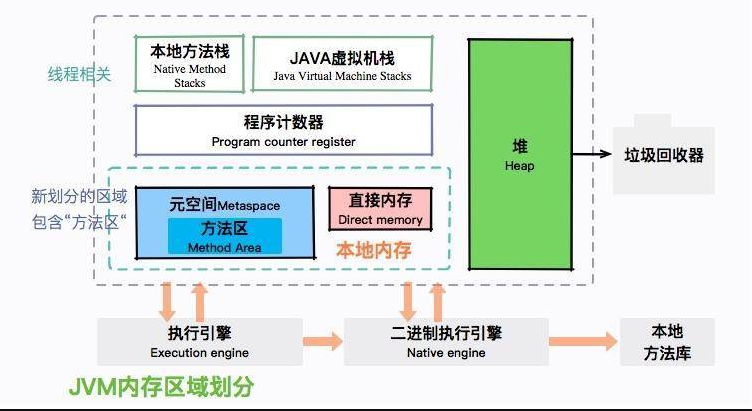 本地方法栈
Native Method
Stacks
JAVA虚拟机栈
Java Virtual Machine Stacks
线程相关
程序计数器
Program counter register
堆
Heap
垃圾回收器
新划分的区域
包含“方法区“
元空间Metaspace
方法区
Method Area
直接内存
Direct memory
本地内存
执行引擎
Execution engine
二进制执行引擎
Native engine
本地
方法库
JVM内存区域划分